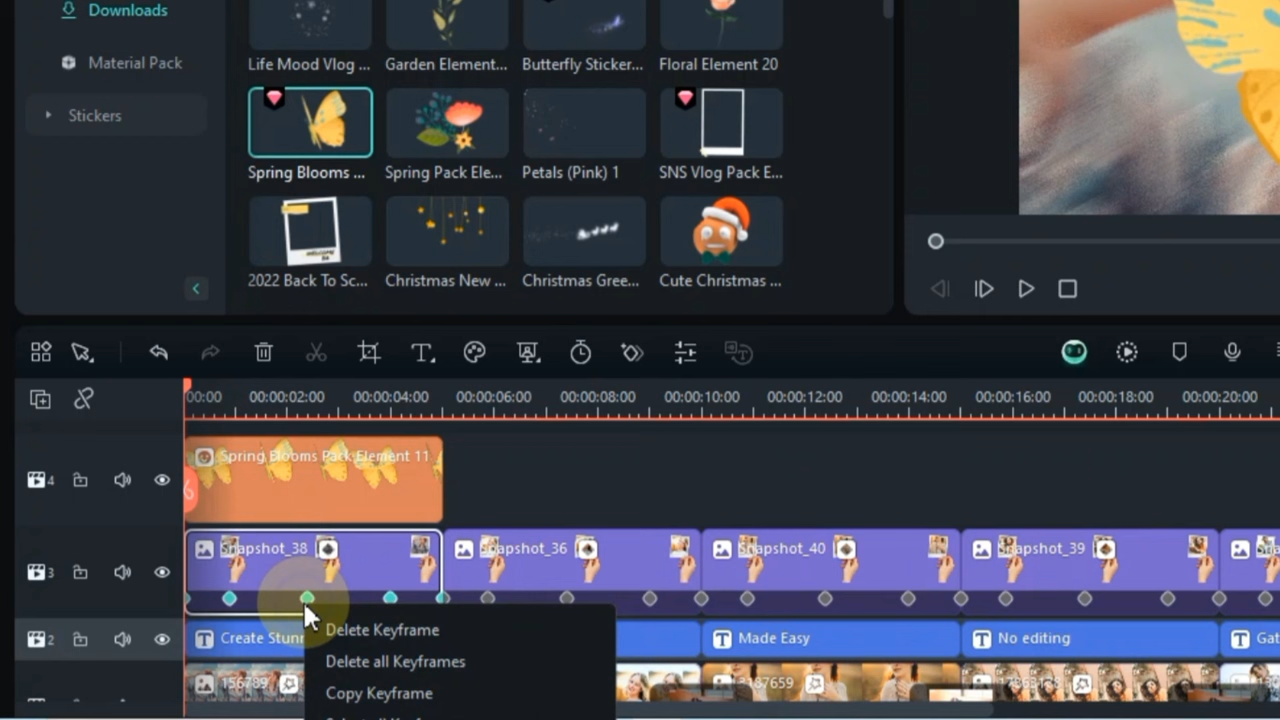 Downloads
Material Pack
Stickers
Life Mood Vlog ...
Garden Element...
Butterfly Sticker...
Floral Element 20
Spring Blooms ...
Spring Pack Ele...
Petals (Pink) 1
SNS Vlog Pack E...
2022 Back To Sc...
Christmas New ...
Christmas Gree...
Cute Christmas ...
00:00 00:00:02:00 00:00:04:00 00:00:06:00 00:00:08:00 00:00:10:00 00:00:12:00 00:00:14:00 00:00:16:00 00:00:18:00 00:00:20:00
4
Spring Blooms Pack Element 11
3
Snapshot_38
Snapshot_36
Snapshot_40
Snapshot_39
2
Create Stunn
Made Easy
No editing
Gat
Delete Keyframe
Delete all Keyframes
Copy Keyframe
156789
3187659